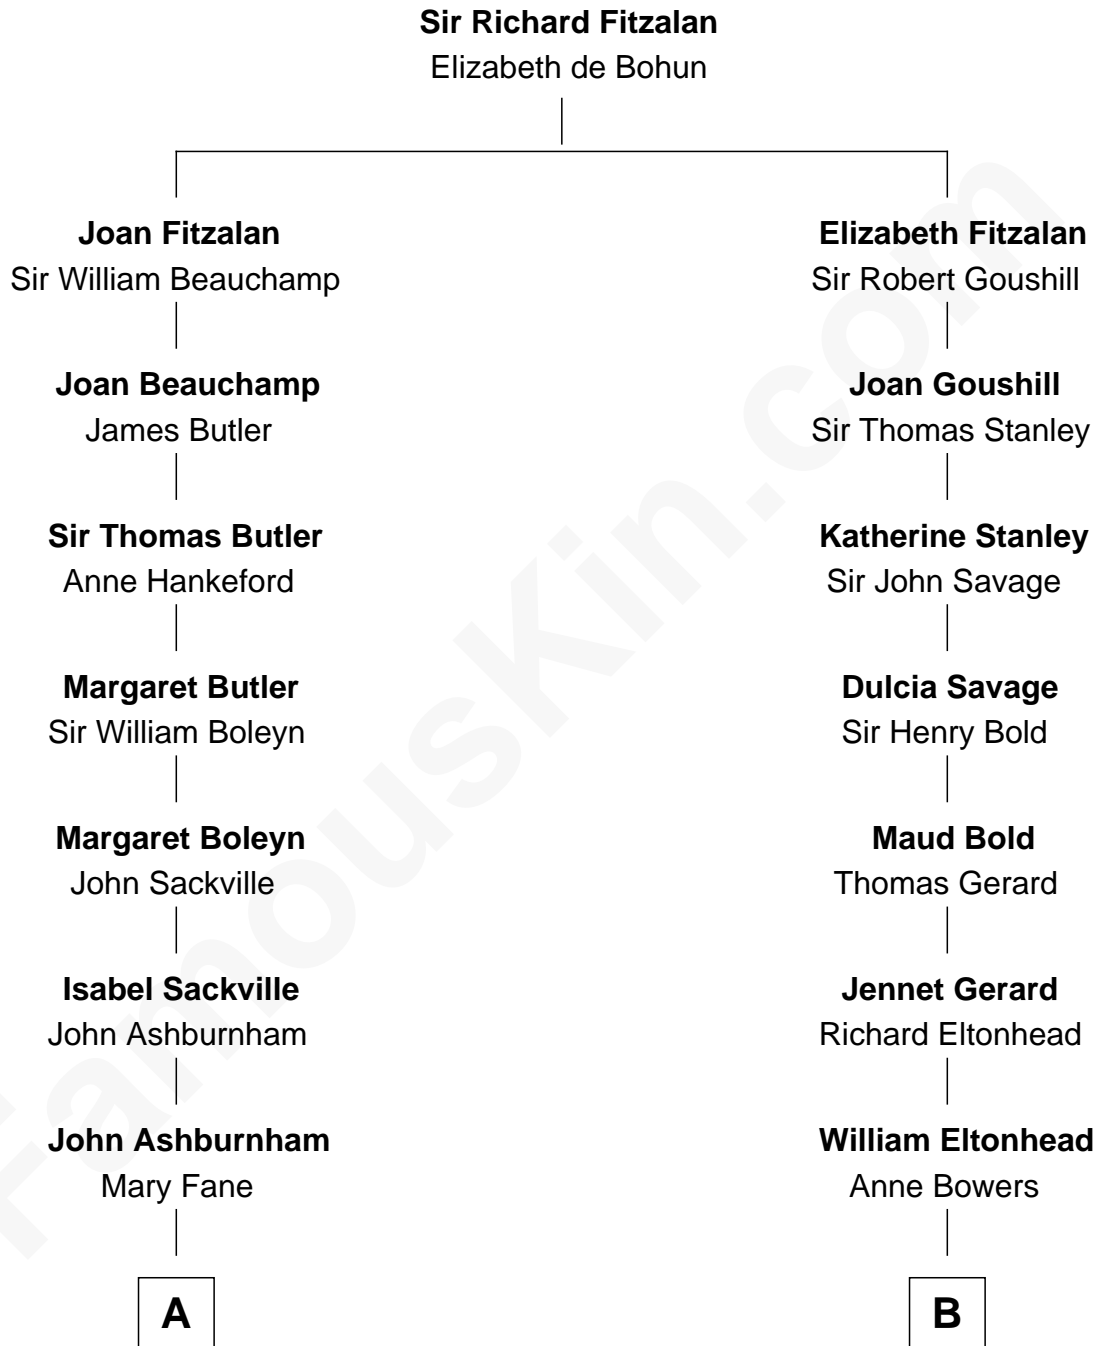 Sir Richard Fitzalan
Elizabeth de Bohun
Joan Fitzalan
Sir William Beauchamp
Elizabeth Fitzalan
Sir Robert Goushill
Joan Beauchamp
James Butler
Joan Goushill
Sir Thomas Stanley
Sir Thomas Butler
Anne Hankeford
Katherine Stanley
Sir John Savage
Margaret Butler
Sir William Boleyn
Dulcia Savage
Sir Henry Bold
Margaret Boleyn
John Sackville
Maud Bold
Thomas Gerard
Isabel Sackville
John Ashburnham
Jennet Gerard
Richard Eltonhead
John Ashburnham
Mary Fane
William Eltonhead
Anne Bowers
A
B
FamousKin.com